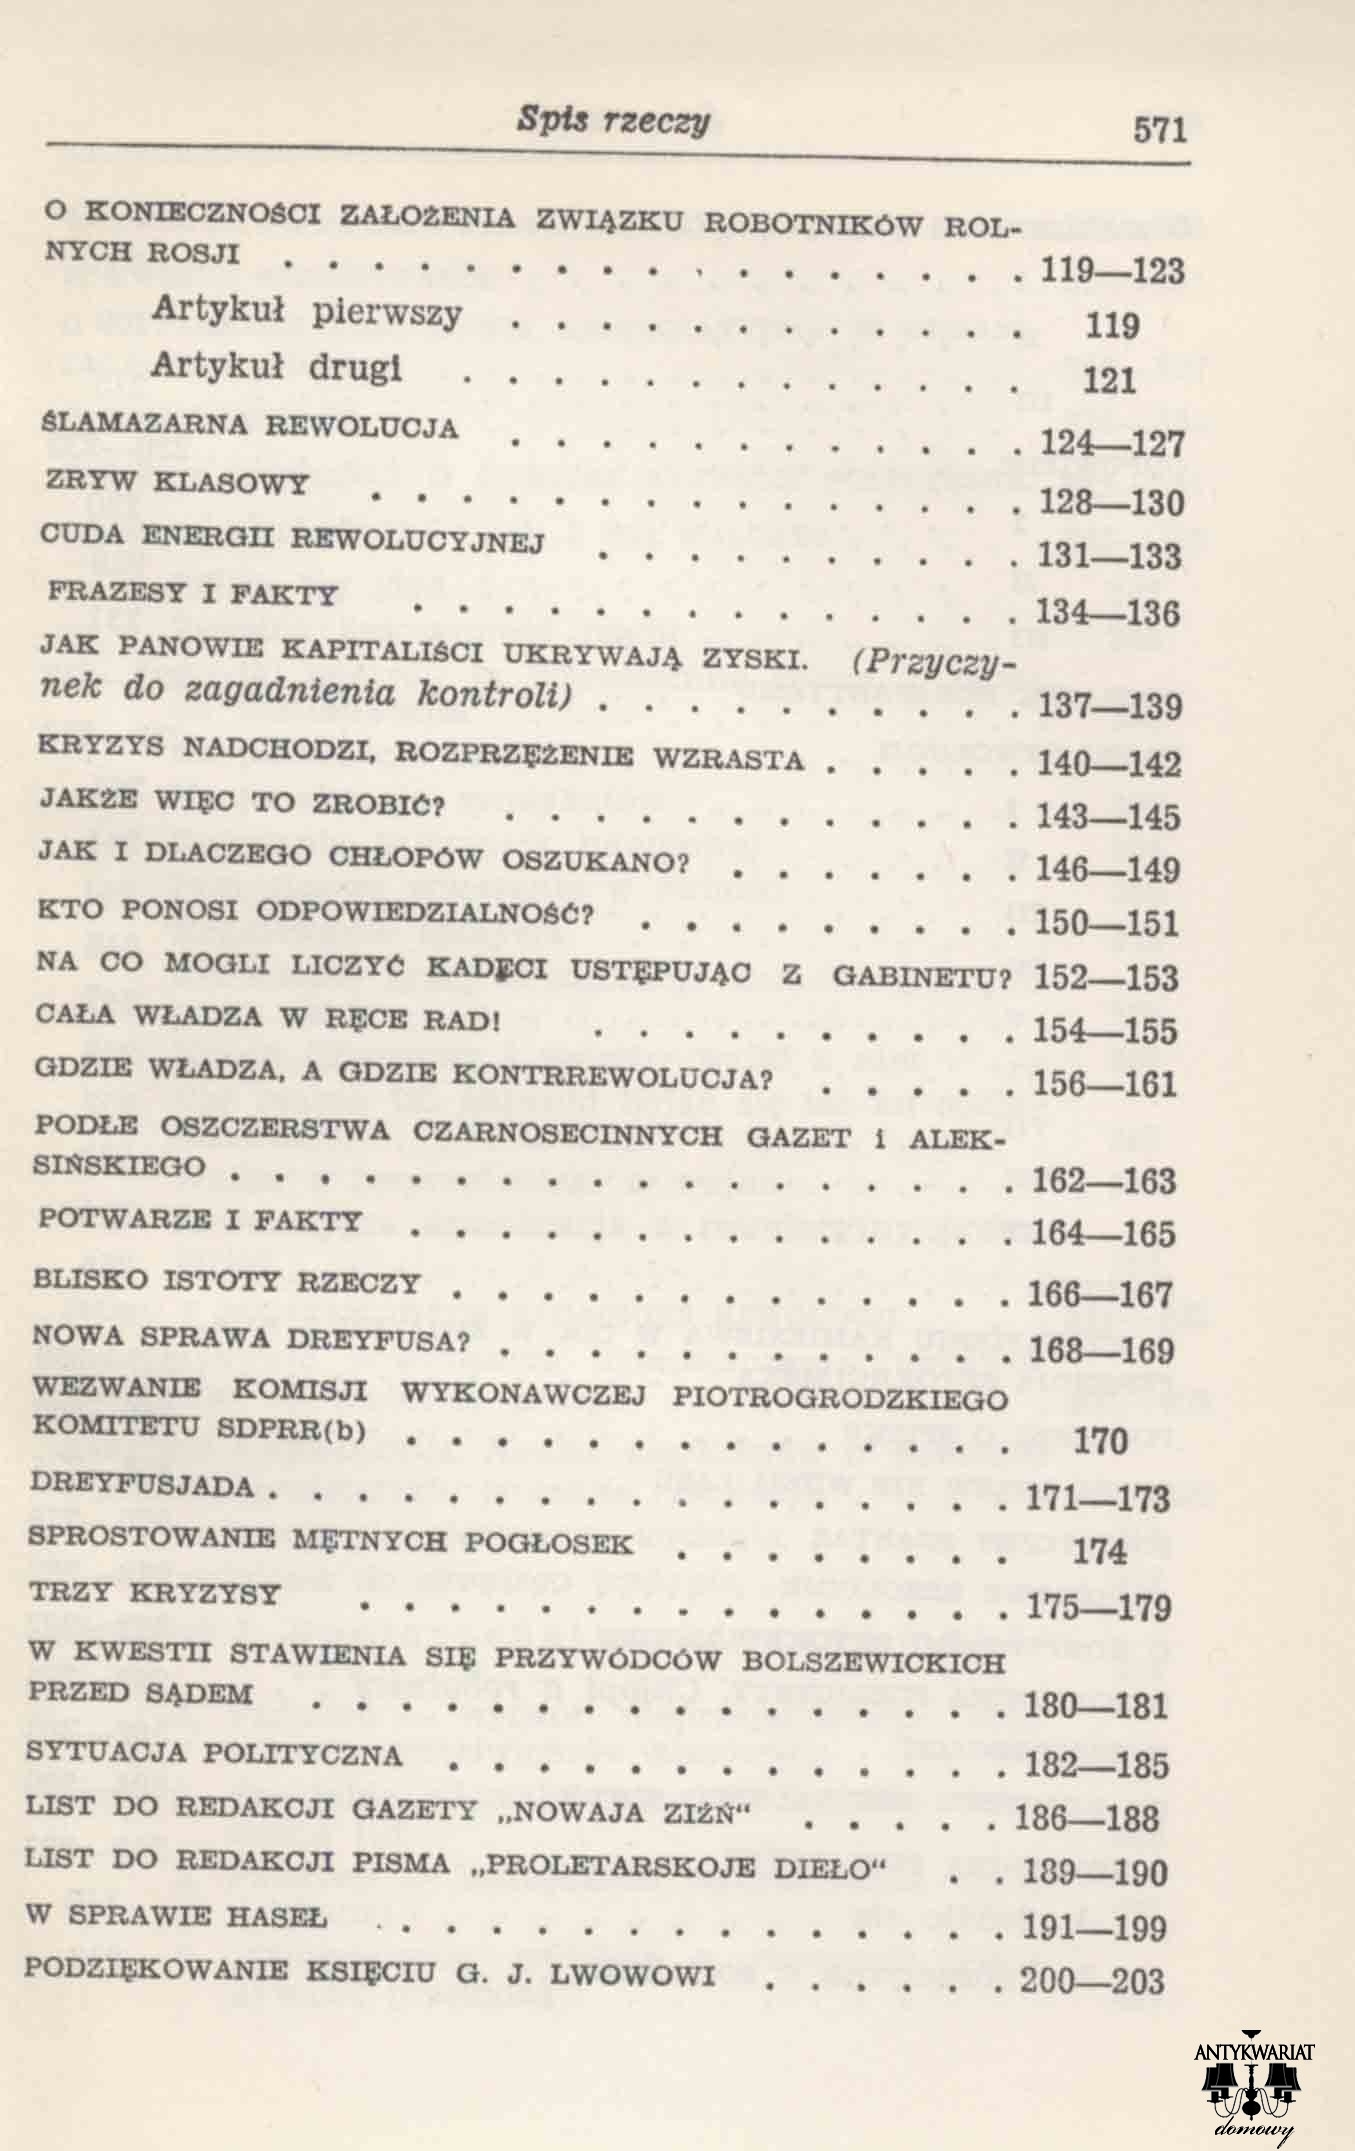 Spis rzeczy 571
O KONIECZNOŚCI ZAŁOŻENIA ZWIĄZKU ROBOTNIKÓW ROL-
NYCH ROSJI . . . . . . . . . . . . . . . . . 119—123
Artykuł pierwszy . . . . . . . . . . . . 119
Artykuł drugi . . . . . . . . . . . . . 121
ŚLAMAZARNA REWOLUCJA . . . . . . . . . . . . 124—127
ZRYW KLASOWY . . . . . . . . . . . . . . . 128—130
CUDA ENERGII REWOLUCYJNEJ . . . . . . . . . . 131—133
FRAZESY I FAKTY . . . . . . . . . . . . . . 134—136
JAK PANOWIE KAPITALIŚCI UKRYWAJĄ ZYSKI. (Przyczy-
nek do zagadnienia kontroli) . . . . . . . . . . 137—139
KRYZYS NADCHODZI, ROZPRZĘŻENIE WZRASTA . . . . . 140—142
JAKŻE WIĘC TO ZROBIĆ? . . . . . . . . . . . . 143—145
JAK I DLACZEGO CHŁOPÓW OSZUKANO? . . . . . . . 146—149
KTO PONOSI ODPOWIEDZIALNOŚĆ? . . . . . . . . . 150—151
NA CO MOGLI LICZYĆ KADĘCI USTĘPUJĄC Z GABINETU? 152—153
CAŁA WŁADZA W RĘCE RAD! . . . . . . . . . . 154—155
GDZIE WŁADZA, A GDZIE KONTRREWOLUCJA? . . . . . 156—161
PODŁE OSZCZERSTWA CZARNOSECINNYCH GAZET i ALEK-
SIŃSKIEGO . . . . . . . . . . . . . . . . . . 162—163
POTWARZE I FAKTY . . . . . . . . . . . . . . 164—165
BLISKO ISTOTY RZECZY . . . . . . . . . . . . . 166—167
NOWA SPRAWA DREYFUSA? . . . . . . . . . . . . 168—169
WEZWANIE KOMISJI WYKONAWCZEJ PIOTROGRODZKIEGO
KOMITETU SDPRR(b) . . . . . . . . . . . . . . 170
DREYFUSJADA . . . . . . . . . . . . . . . . . 171—173
SPROSTOWANIE MĘTNYCH POGŁOSEK . . . . . . . . 174
TRZY KRYZYSY . . . . . . . . . . . . . . . 175—179
W KWESTII STAWIENIA SIĘ PRZYWÓDCÓW BOLSZEWICKICH
PRZED SĄDEM . . . . . . . . . . . . . . . . 180—181
SYTUACJA POLITYCZNA . . . . . . . . . . . . . 182—185
LIST DO REDAKCJI GAZETY „NOWAJA ZIŻŃ“ . . . . . 186—188
LIST DO REDAKCJI PISMA „PROLETARSKOJE DIEŁO“ . . 189—190
W SPRAWIE HASEŁ . . . . . . . . . . . . . . . 191—199
PODZIĘKOWANIE KSIĘCIU G. J. LWOWOWI . . . . . . 200—203
ANTYKWARIAT
domowy